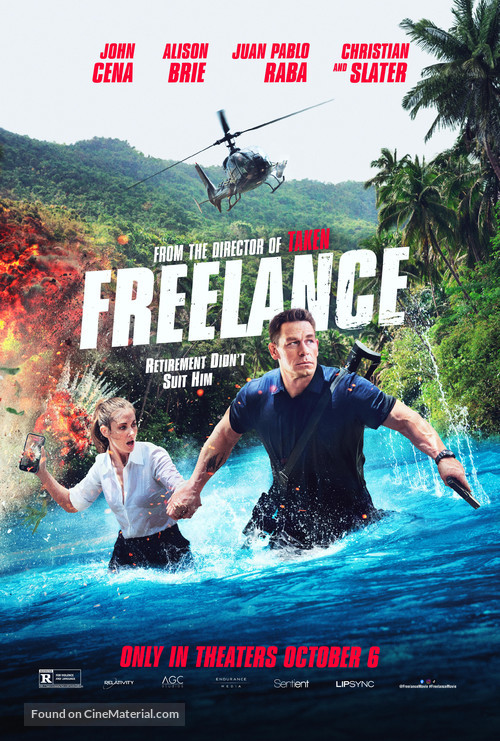 JOHN CENA
ALISON BRIE
JUAN PABLO RABA
CHRISTIAN AND SLATER
FROM THE DIRECTOR OF TAKEN
FREELANCE
RETIREMENT DIDN'T
SUIT HIM
ONLY IN THEATERS OCTOBER 6
R RELATIVITY AGC STUDIOS ENDURANCE MEDIA Sentient LIPSYNC
Found on CineMaterial.com